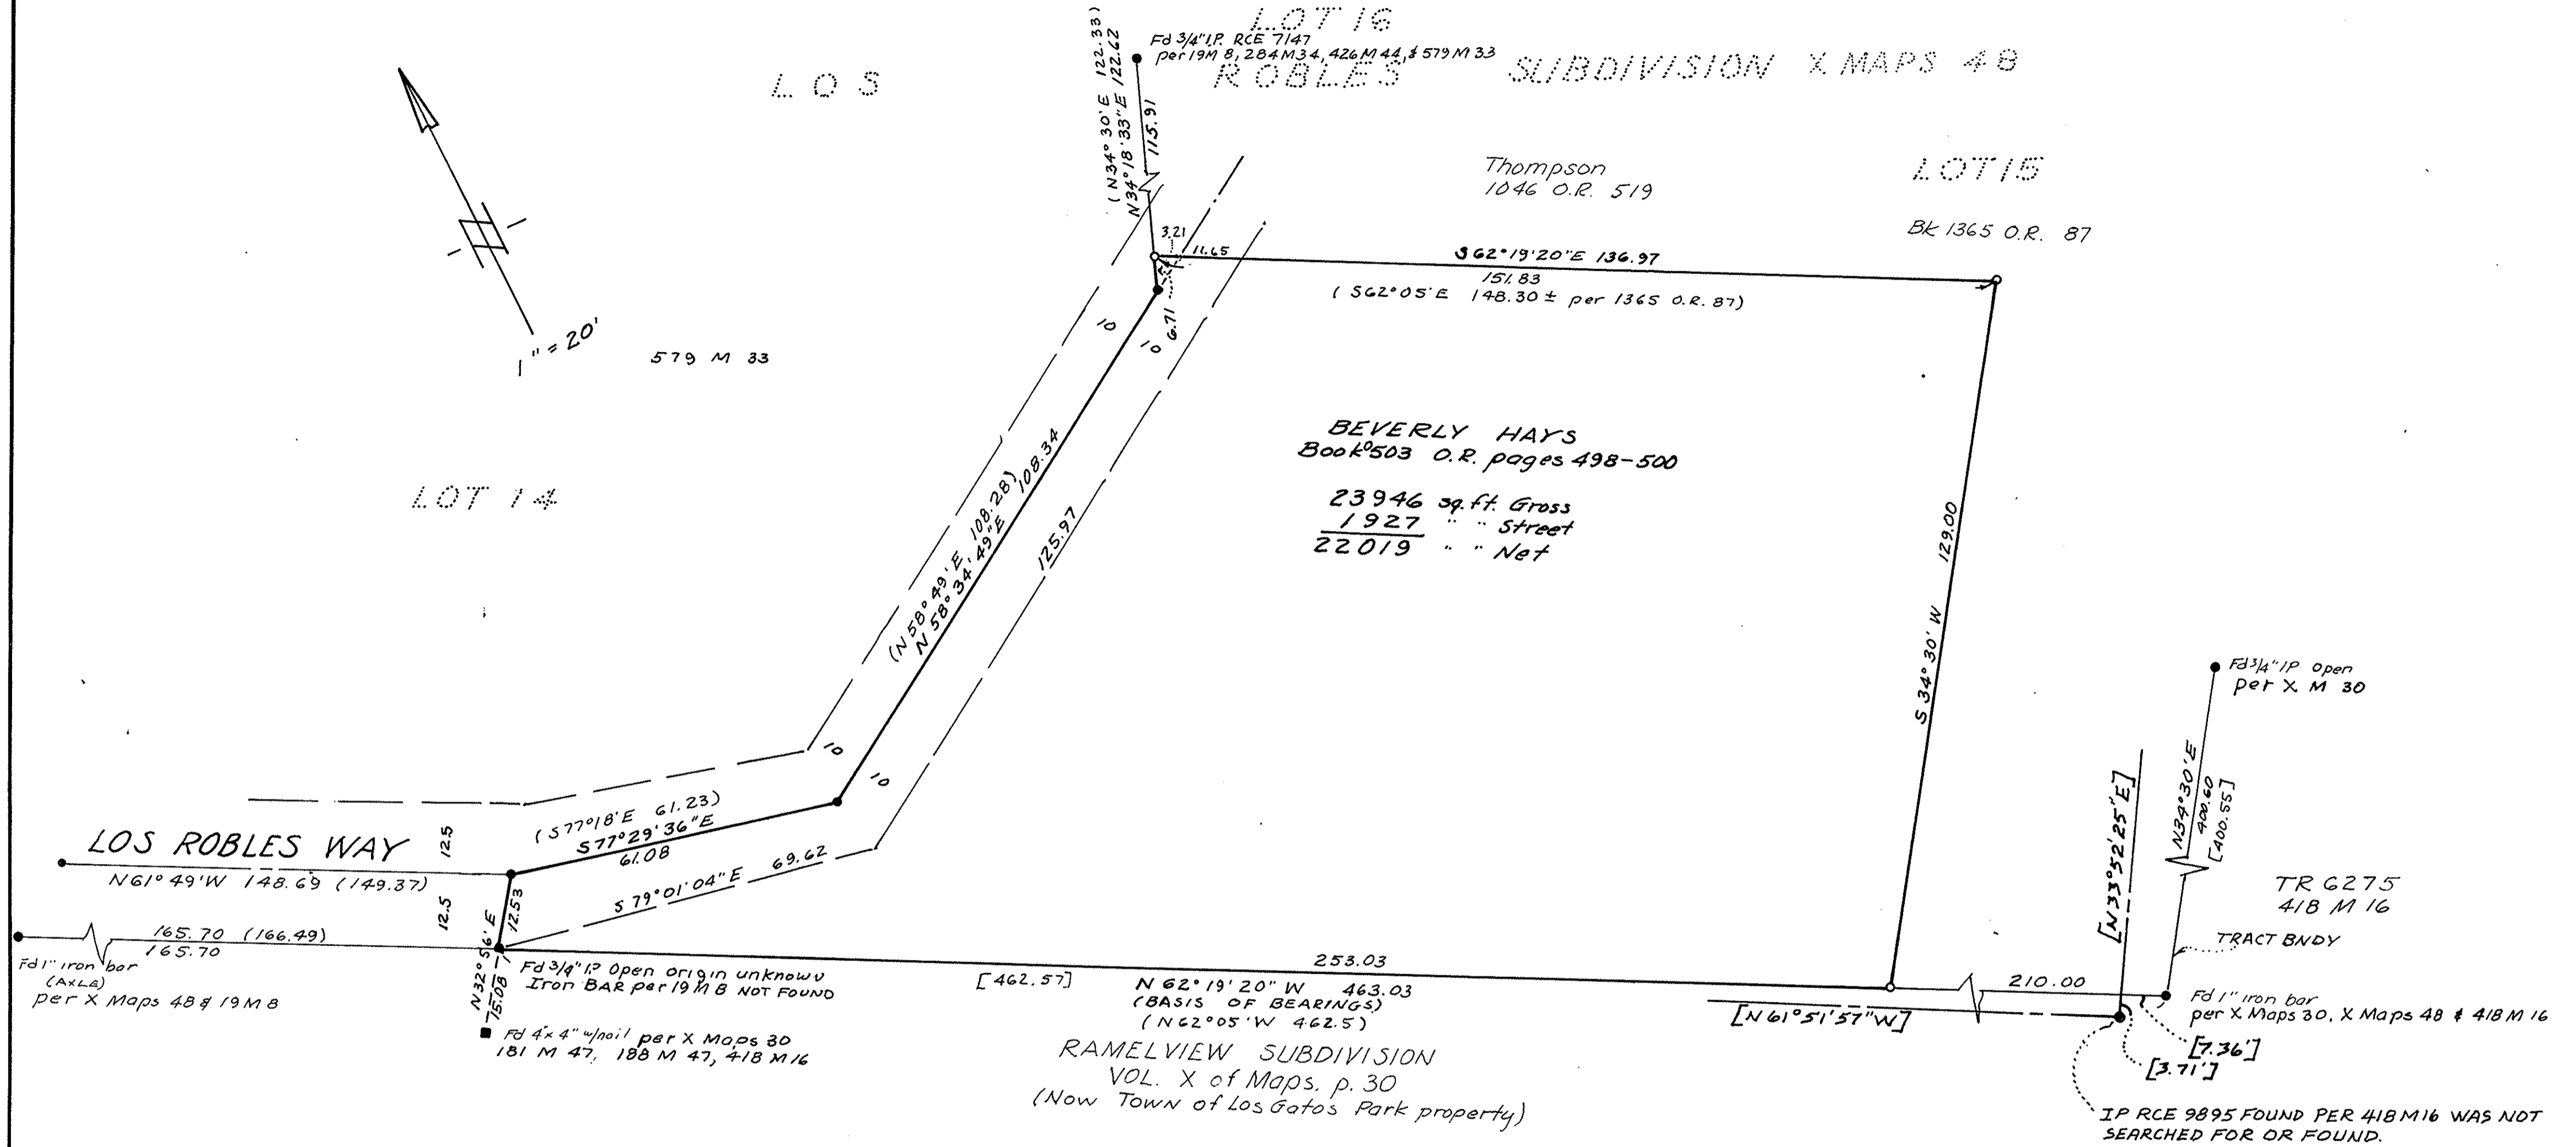 LOT 16
LOS ROBLES SUBDIVISION X MAPS 48
Fd 3/4" I.P. RCE 7147
per 19M 8, 284 M 34, 426 M 44, & 579 M 33
(N34°30'E 122.33)
N34°18'33"E 122.62
115.91
Thompson
1046 O.R. 519
LOT 15
Bk 1365 O.R. 87
3.21
11.65
S62°19'20"E 136.97
151.83
(S62°05'E 148.30± per 1365 O.R. 87)
6.71
10
10
1" = 20'
579 M 33
LOT 14
BEVERLY HAYS
Book 503 O.R. pages 498-500
23946 sq.ft. Gross
1927 " " Street
22019 " " Net
(N58°49'E 108.28)
N58°34'49"E 108.34
125.97
S 34°30' W 129.00
Fd 3/4" IP Open
per X M 30
10
10
(S77°18'E 61.23)
S77°29'36"E
61.08
S79°01'04"E 69.62
LOS ROBLES WAY
12.5
N61°49'W 148.69 (149.37)
12.5
12.53
N32°56'E
75.08
165.70 (166.49)
165.70
Fd 1" iron bar
(AXLE)
per X Maps 48 & 19 M 8
Fd 3/4" IP Open origin unknown
Iron BAR per 19 M 8 NOT FOUND
Fd 4"x4" w/nail per X Maps 30
181 M 47, 188 M 47, 418 M 16
253.03
[462.57] N 62°19'20" W 463.03
(BASIS OF BEARINGS)
(N62°05'W 462.5)
RAMELVIEW SUBDIVISION
VOL. X of Maps, p. 30
(Now Town of Los Gatos Park property)
[N61°51'57"W]
210.00
[N33°52'25"E]
N34°30'E
400.60
[400.55]
TR 6275
418 M 16
TRACT BNDY
Fd 1" iron bar
per X Maps 30, X Maps 48 & 418 M 16
[7.36']
[3.71']
IP RCE 9895 FOUND PER 418 M 16 WAS NOT
SEARCHED FOR OR FOUND.